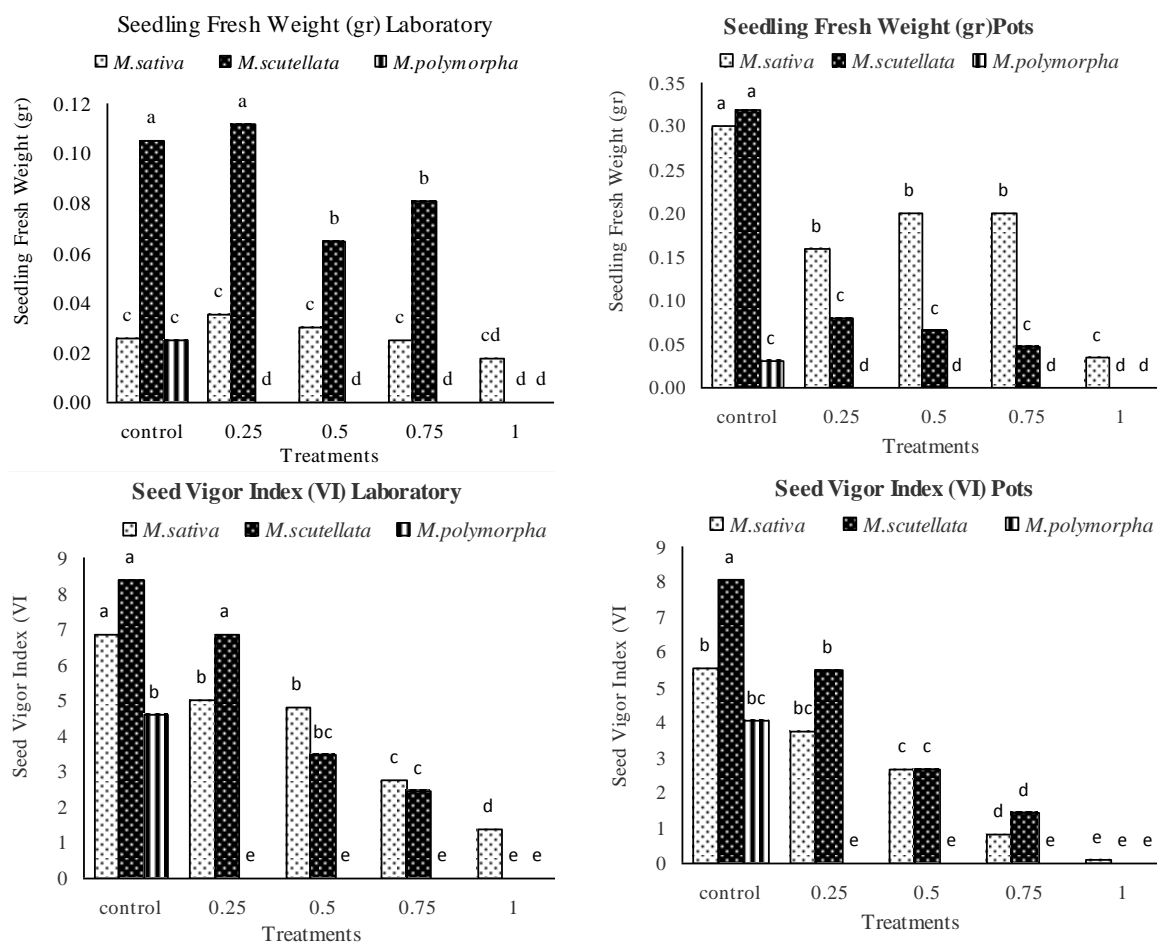 Seedling Fresh Weight (gr) Laboratory
M.sativa M.scutellata M.polymorpha
Seedling Fresh Weight (gr)
0.12
0.10
0.08
0.06
0.04
0.02
0.00
c a c
c a d
c b d
c b d
cd d d
control 0.25 0.5 0.75 1
Treatments
Seedling Fresh Weight (gr)Pots
M.sativa M.scutellata M.polymorpha
Seedling Fresh Weight (gr)
0.35
0.30
0.25
0.20
0.15
0.10
0.05
0.00
a a c
b c d
b c d
b c d
c d d
control 0.25 0.5 0.75 1
Treatments
Seed Vigor Index (VI) Laboratory
M.sativa M.scutellata M.polymorpha
Seed Vigor Index (VI
9
8
7
6
5
4
3
2
1
0
a a b
b a e
b bc e
c c e
d e e
control 0.25 0.5 0.75 1
Treatments
Seed Vigor Index (VI) Pots
M.sativa M.scutellata M.polymorpha
Seed Vigor Index (VI
9
8
7
6
5
4
3
2
1
0
b a bc
bc b e
c c e
d d e
e e e
control 0.25 0.5 0.75 1
Treatments